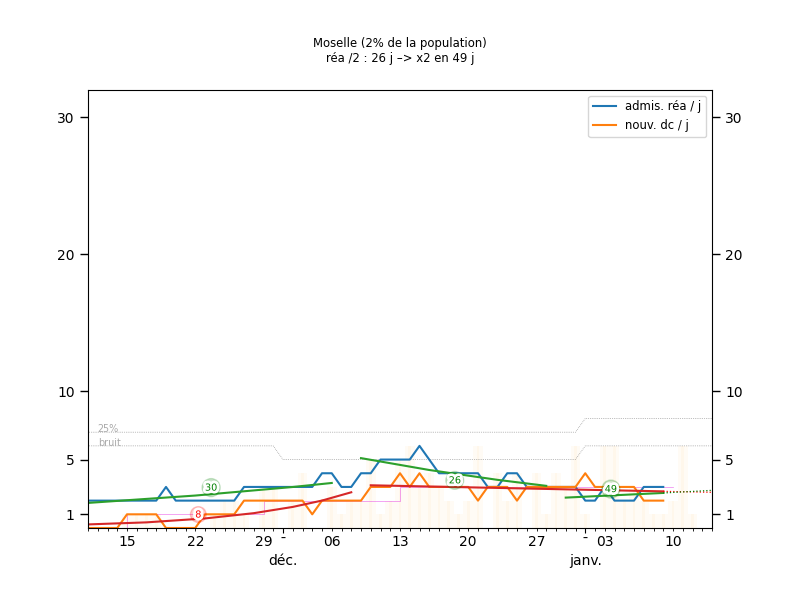 Moselle (2% de la population)
réa /2 : 26 j –> x2 en 49 j
admis. réa / j
nouv. dc / j
30
30
20
20
10
10
5
5
1
1
25%
bruit
30
8
26
49
15 22 29 - 06 13 20 27 - 03 10
déc. janv.